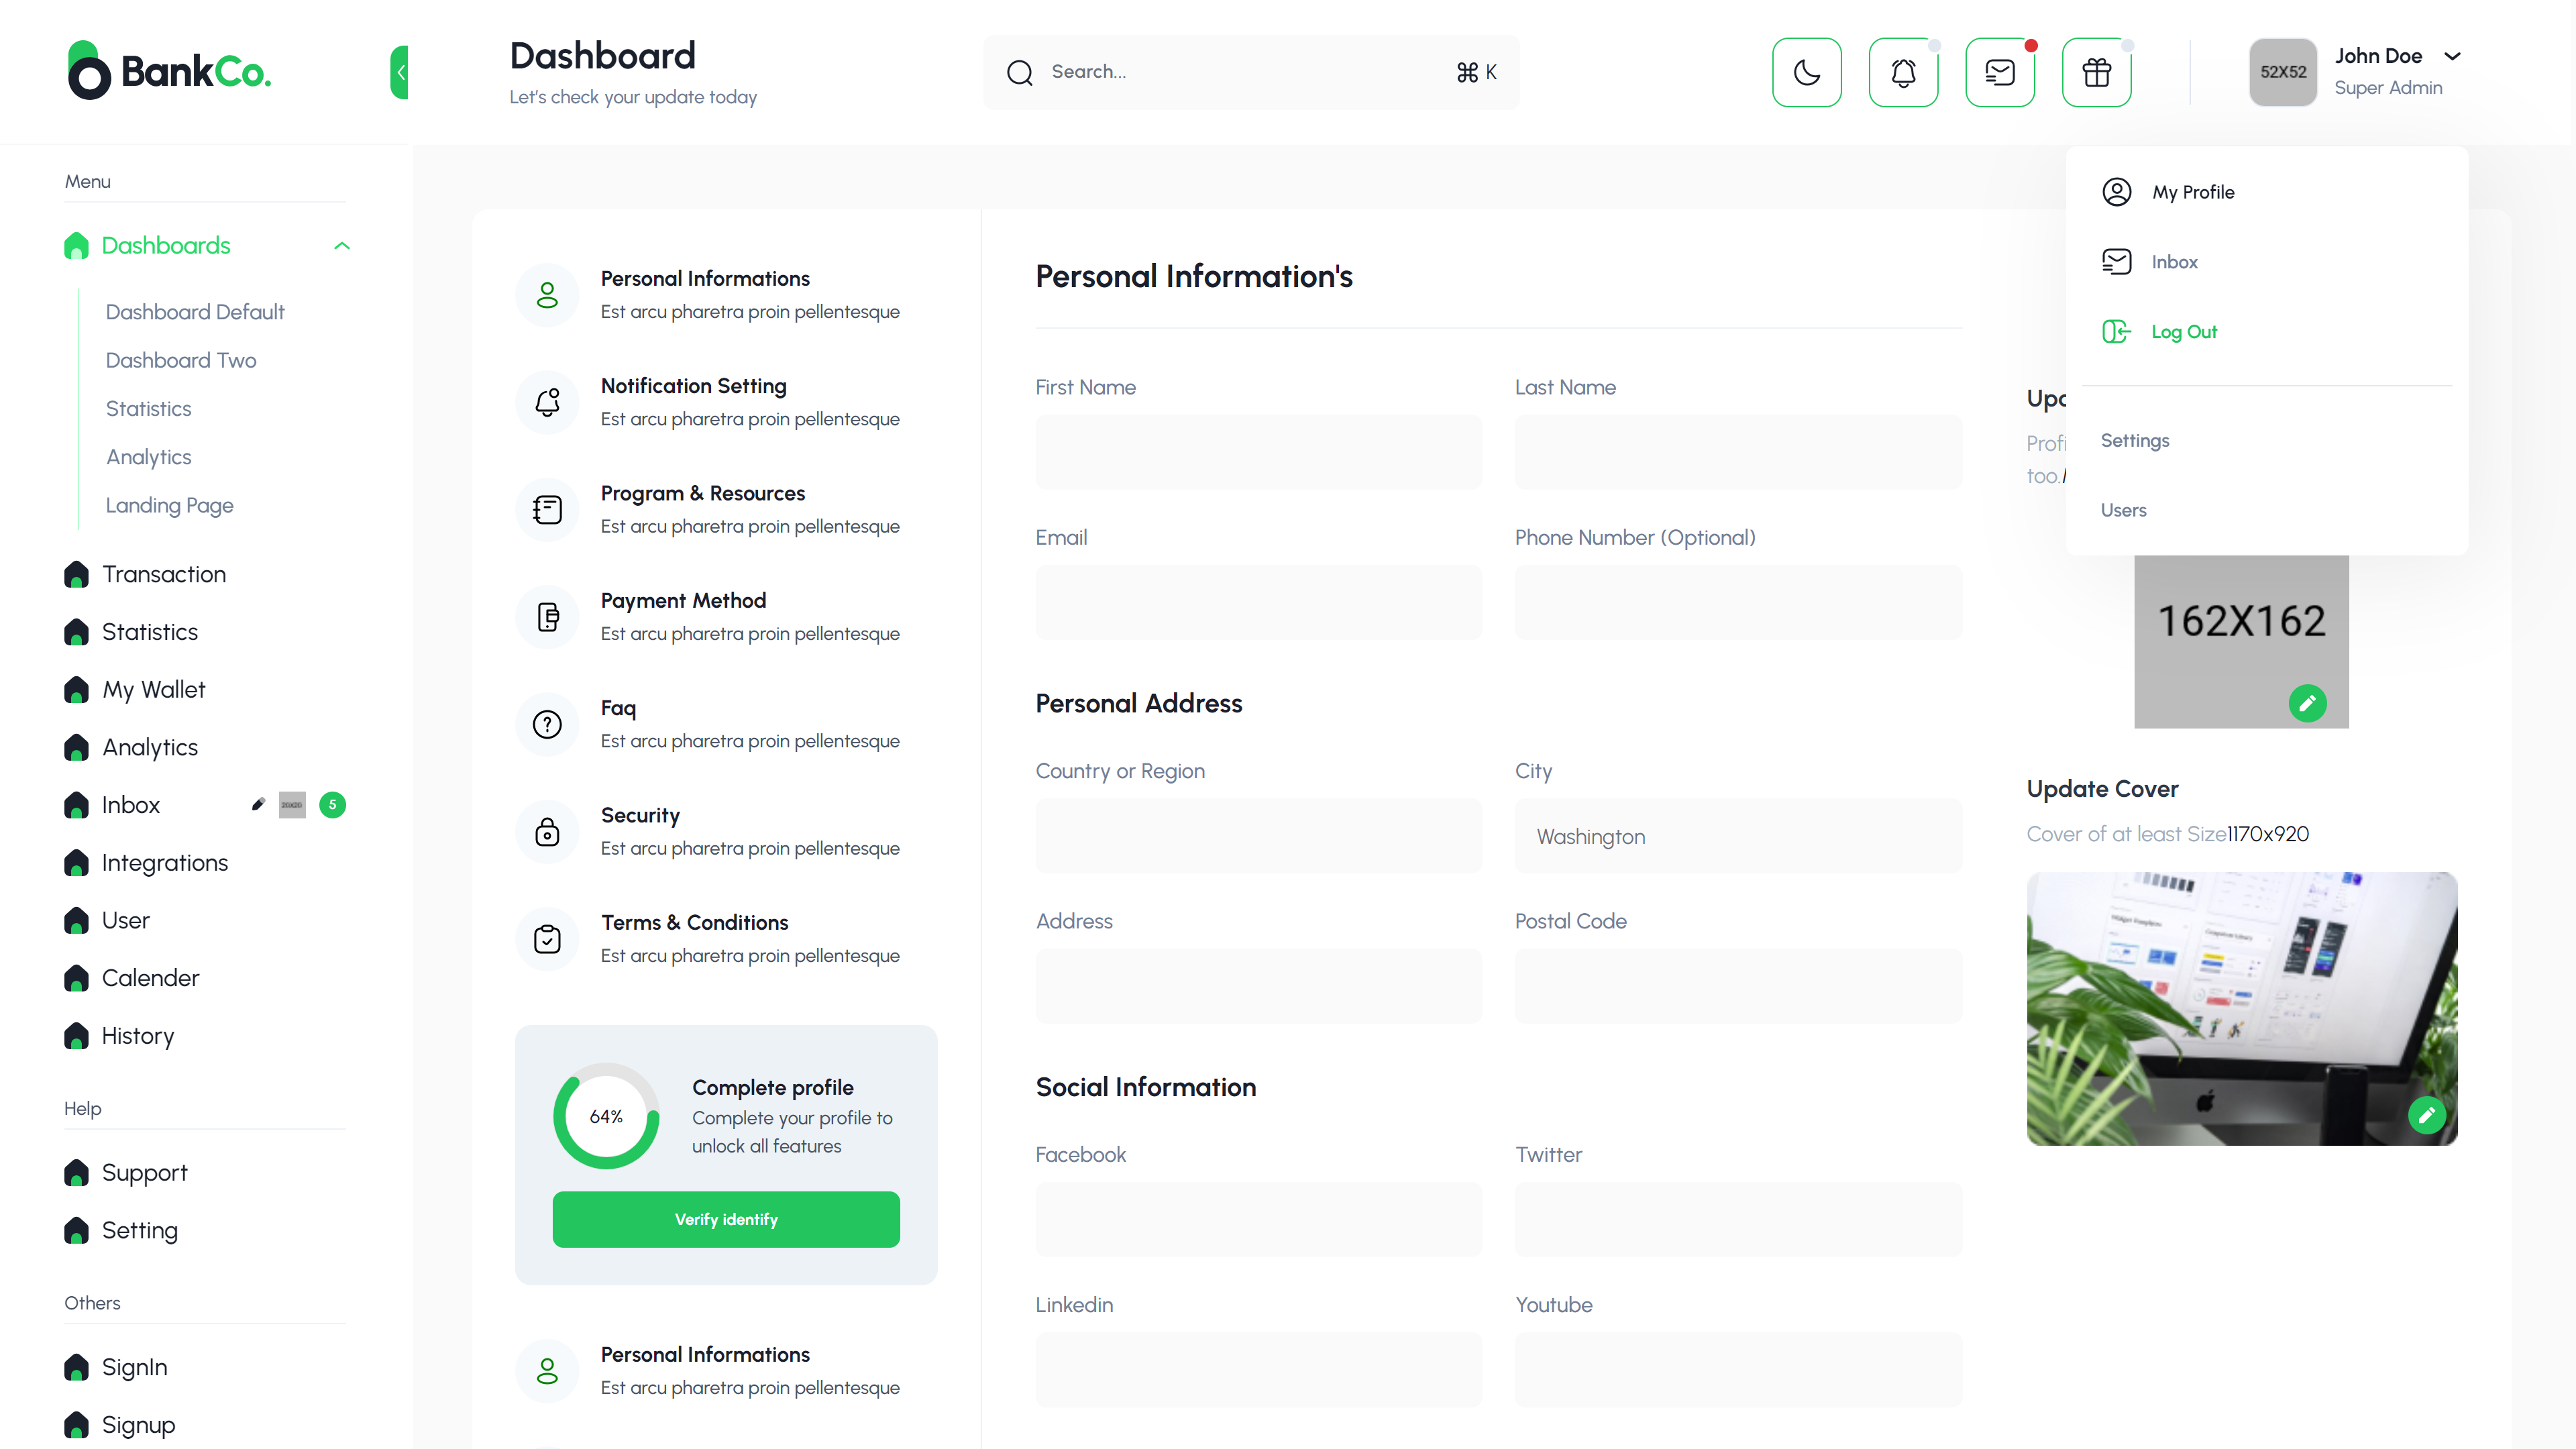 BankCo.
Dashboard
Let's check your update today
Search...
⌘ K
52X52
John Doe
Super Admin
Menu
Dashboards
Dashboard Default
Dashboard Two
Statistics
Analytics
Landing Page
Transaction
Statistics
My Wallet
Analytics
Inbox
5
Integrations
User
Calender
History
Help
Support
Setting
Others
SignIn
Signup
Personal Informations
Est arcu pharetra proin pellentesque
Notification Setting
Est arcu pharetra proin pellentesque
Program & Resources
Est arcu pharetra proin pellentesque
Payment Method
Est arcu pharetra proin pellentesque
Faq
Est arcu pharetra proin pellentesque
Security
Est arcu pharetra proin pellentesque
Terms & Conditions
Est arcu pharetra proin pellentesque
64%
Complete profile
Complete your profile to
unlock all features
Verify identify
Personal Informations
Est arcu pharetra proin pellentesque
Personal Information's
First Name
Last Name
Email
Phone Number (Optional)
Personal Address
Country or Region
City
Washington
Address
Postal Code
Social Information
Facebook
Twitter
Linkedin
Youtube
My Profile
Inbox
Log Out
Settings
Users
too.
162X162
Update Cover
Cover of at least Size1170x920